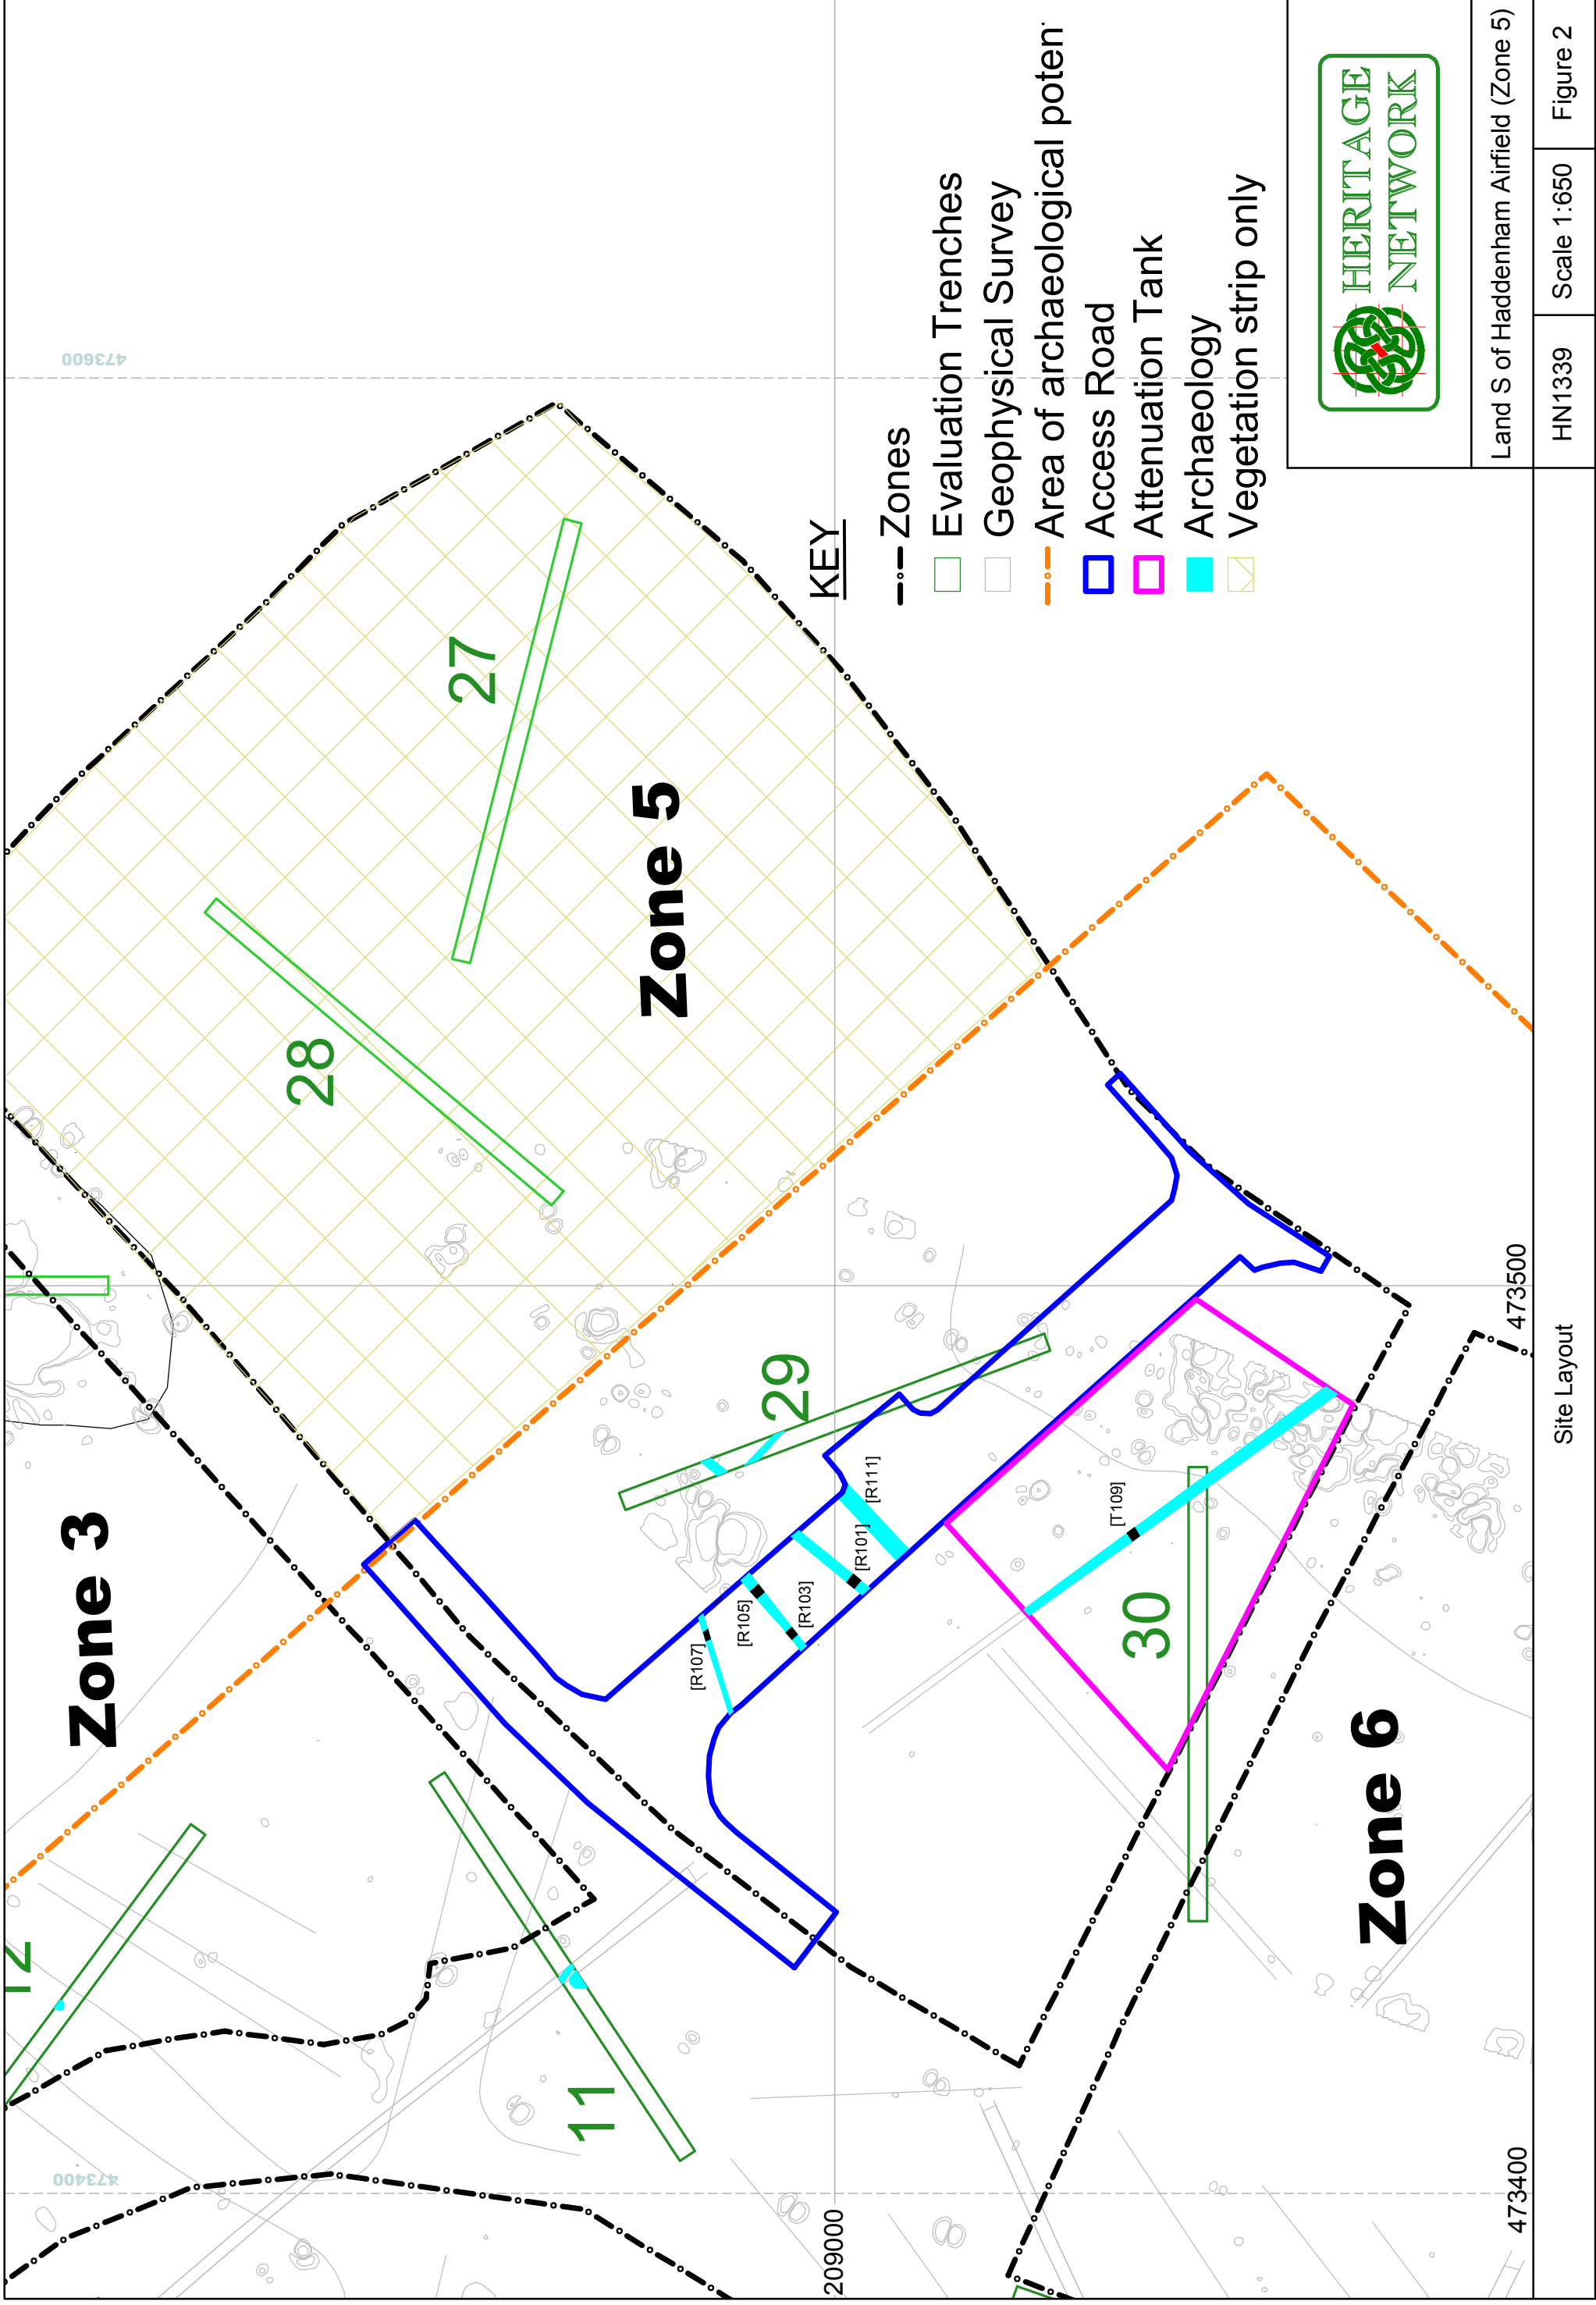 473400
473600
12
11
Zone 3
28
27
Zone 5
29
[R107]
[R105]
[R103]
[R101]
[R111]
[T109]
30
Zone 6
209000
473400
473500
KEY
Zones
Evaluation Trenches
Geophysical Survey
Area of archaeological poten
Access Road
Attenuation Tank
Archaeology
Vegetation strip only
HERITAGE
NETWORK
Land S of Haddenham Airfield (Zone 5)
Site Layout
HN1339
Scale 1:650
Figure 2